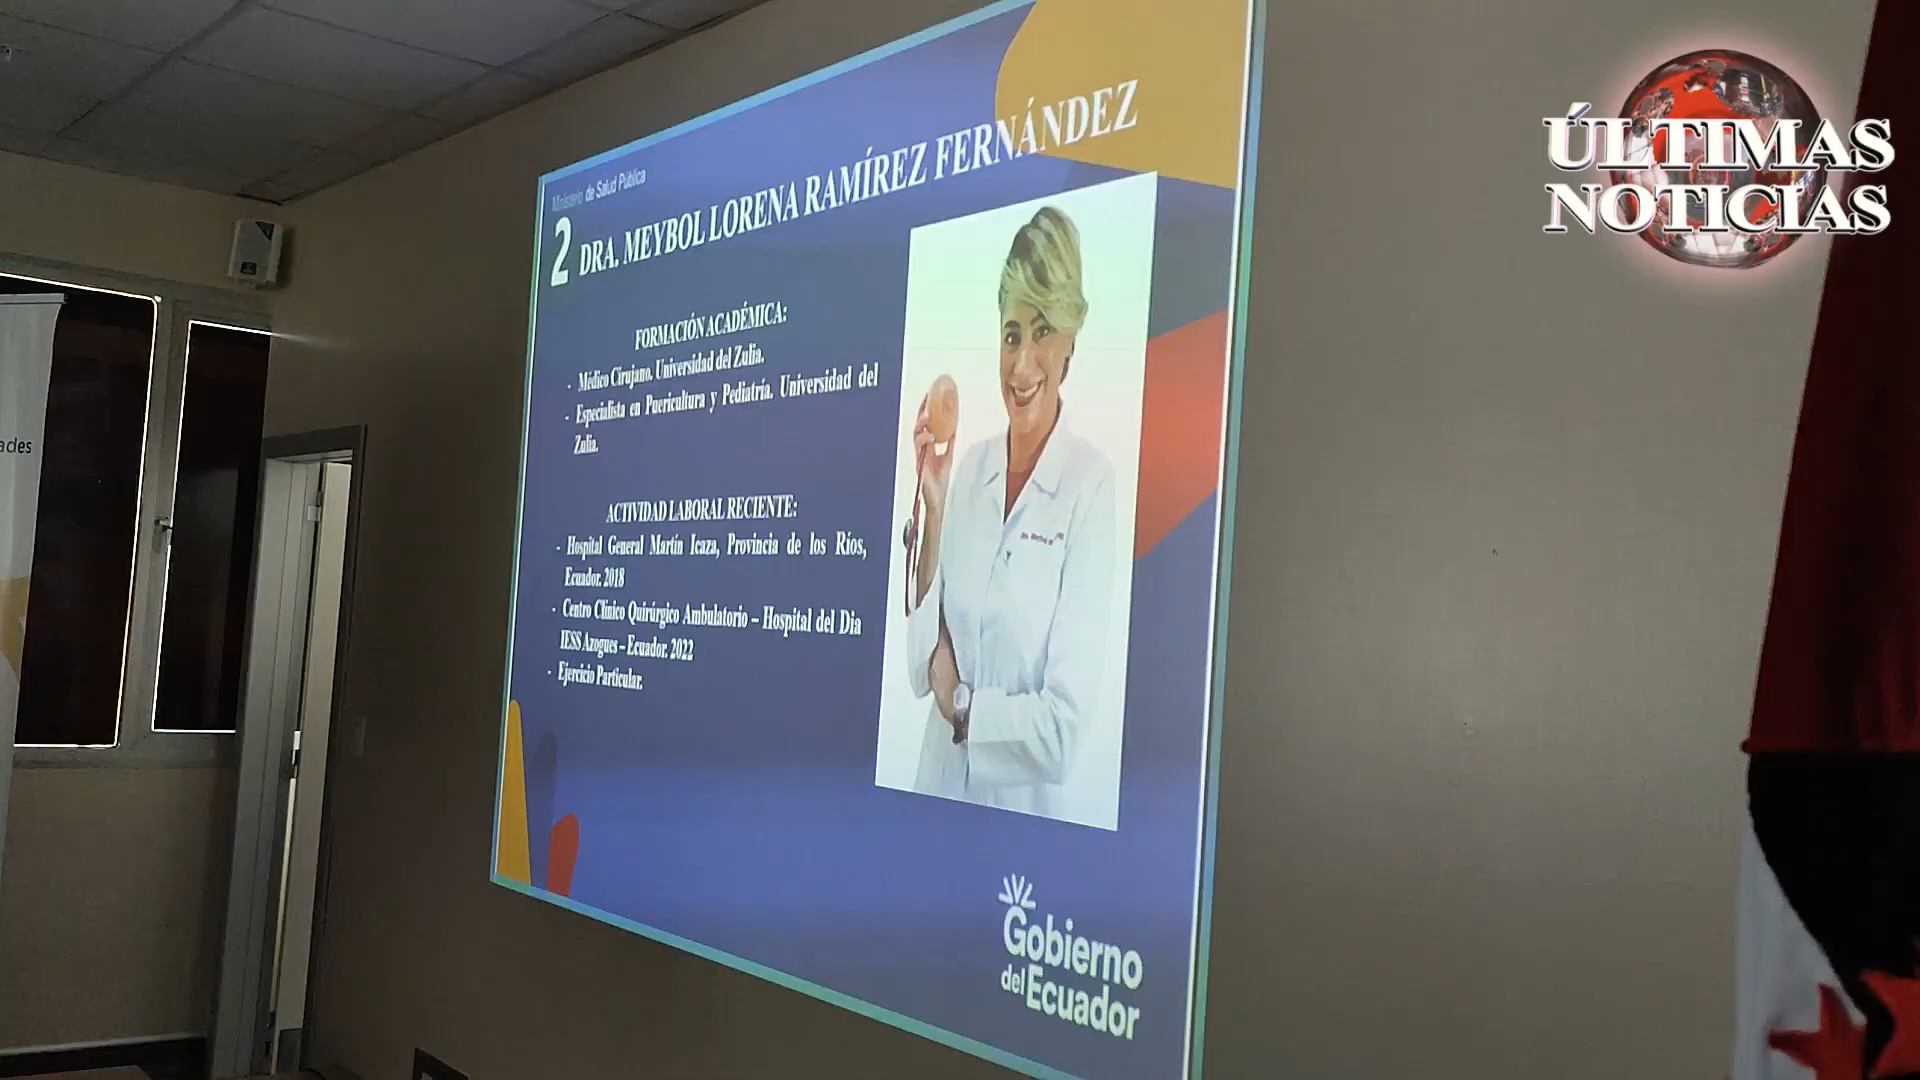 ÚLTIMAS
NOTICIAS
Ministerio de Salud Pública
2 DRA. MEYBOL LORENA RAMÍREZ FERNÁNDEZ
FORMACIÓN ACADÉMICA:
- Médico Cirujano. Universidad del Zulia.
- Especialista en Puericultura y Pediatría. Universidad del
Zulia.
ACTIVIDAD LABORAL RECIENTE:
- Hospital General Martín Icaza, Provincia de los Ríos,
Ecuador. 2018
- Centro Clínico Quirúrgico Ambulatorio – Hospital del Dia
IESS Azogues – Ecuador. 2022
- Ejercicio Particular.
Gobierno
del Ecuador